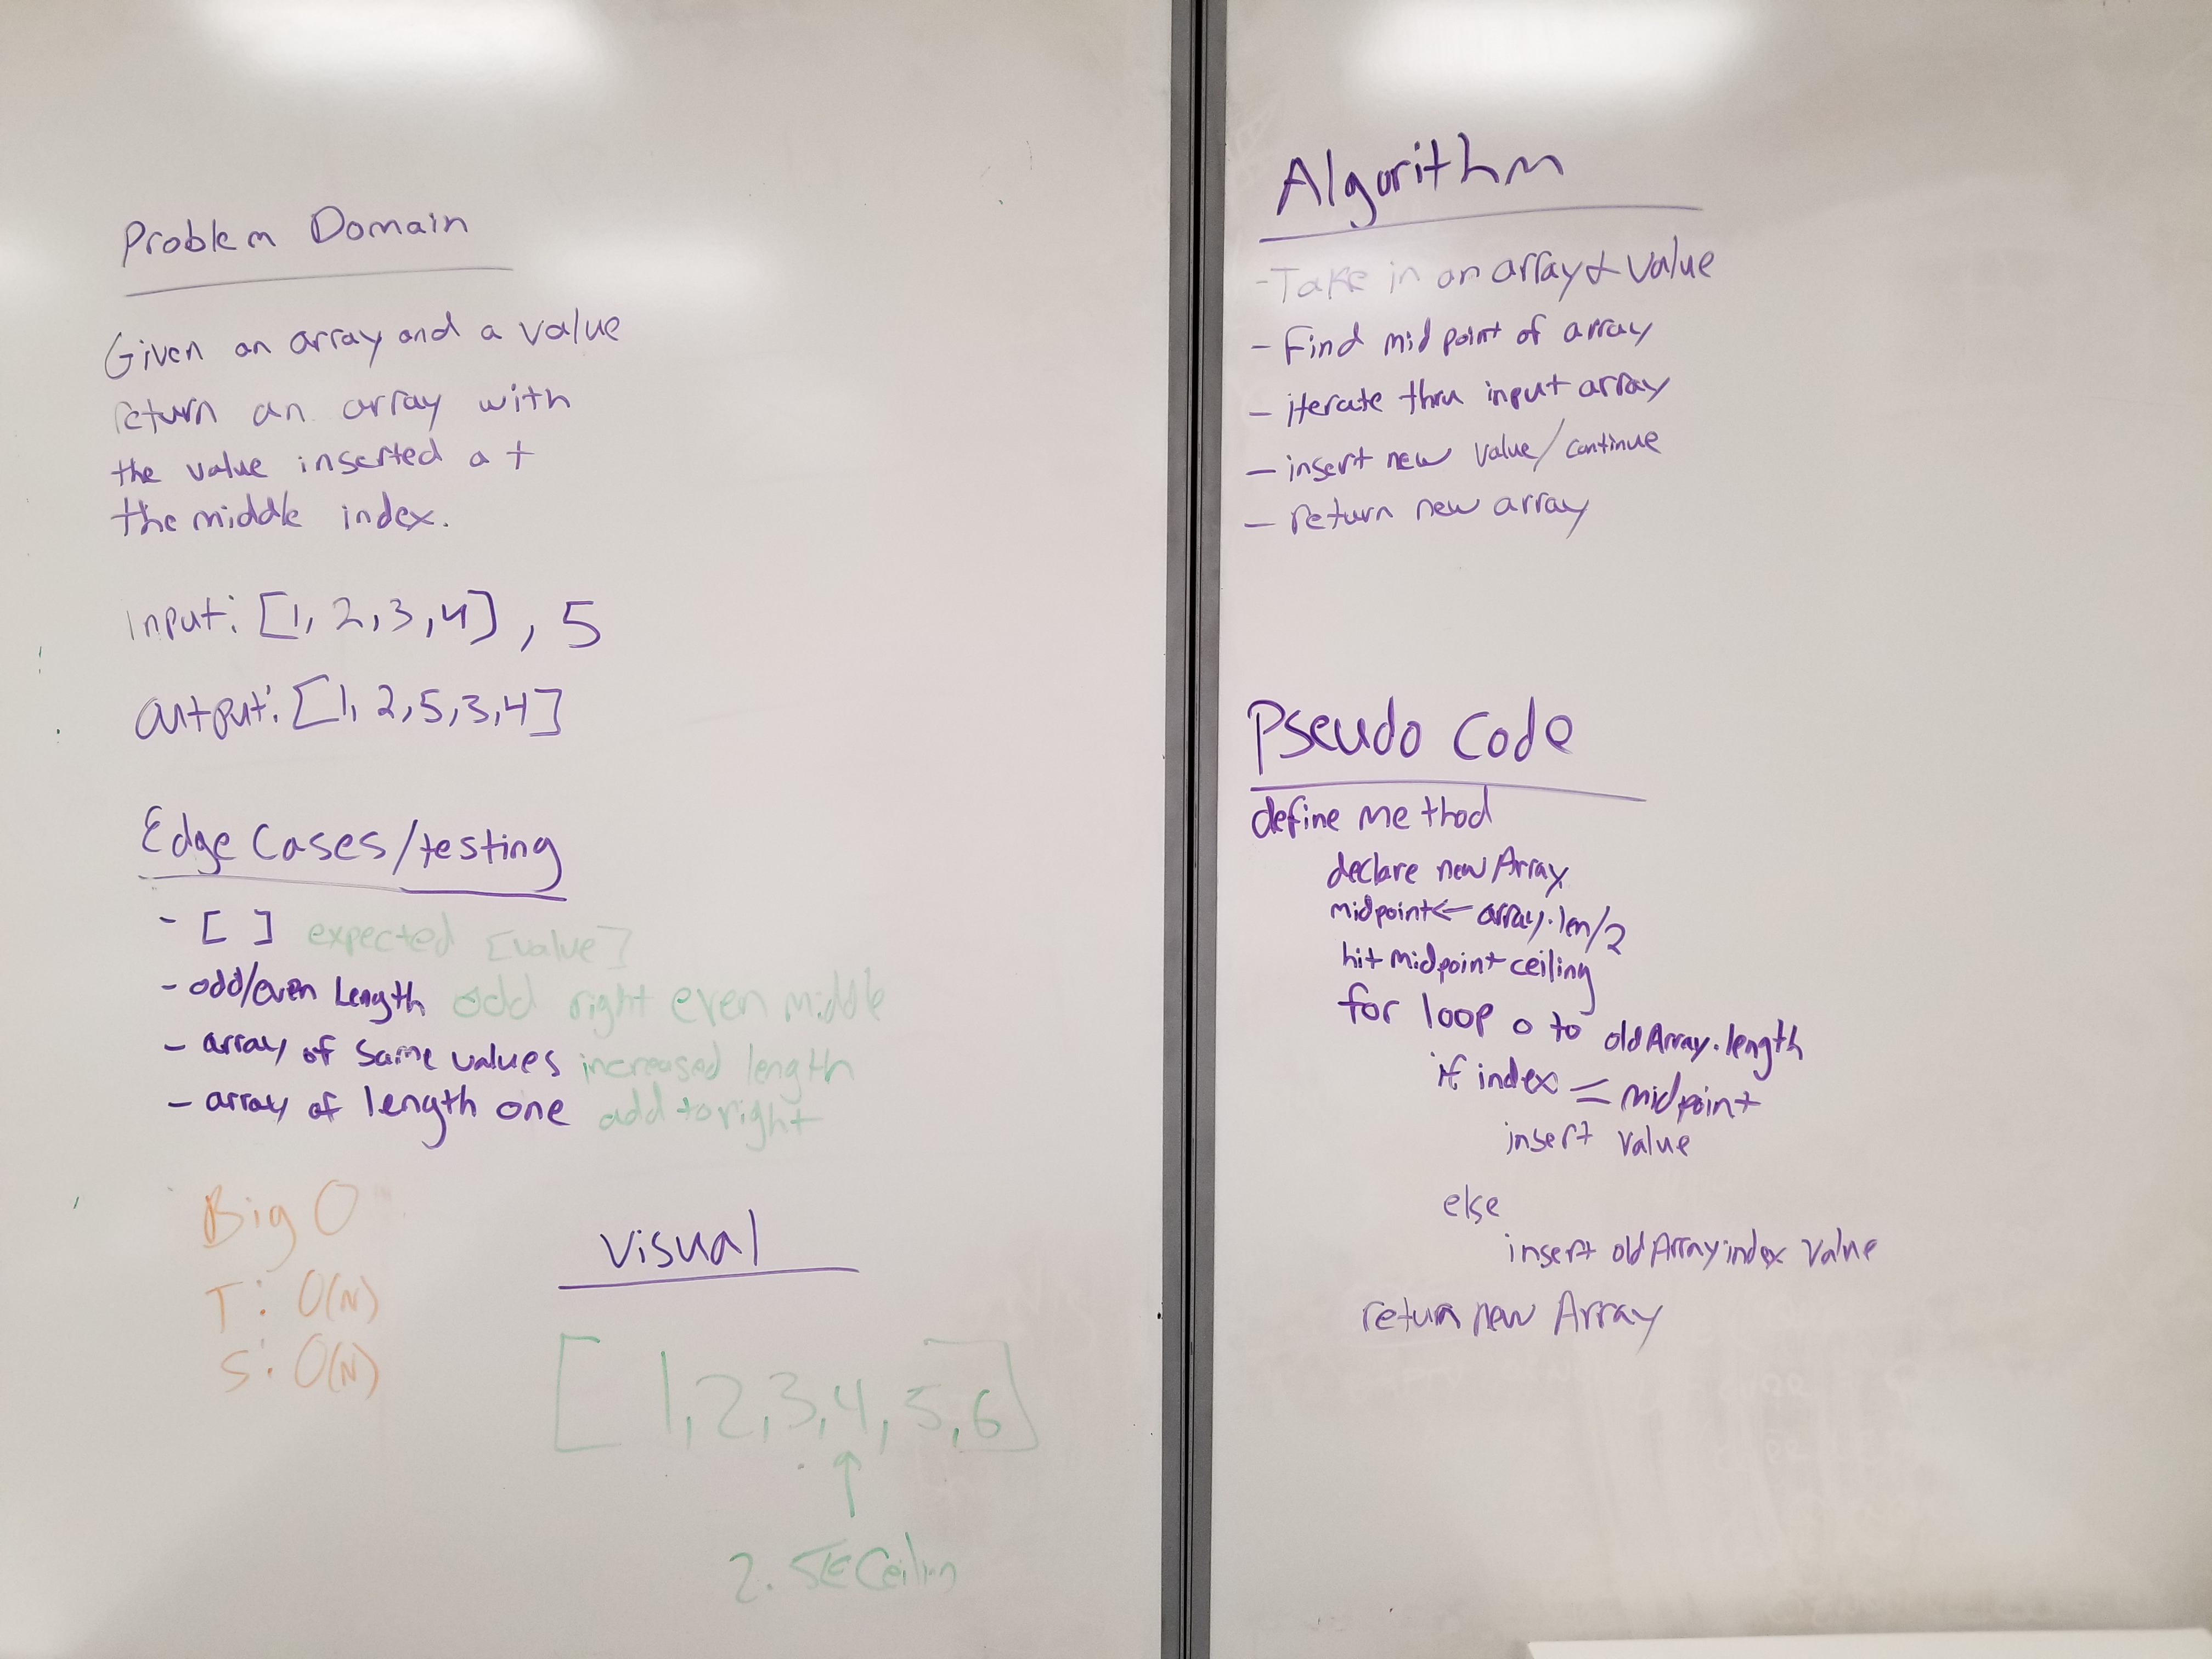 Problem Domain
Given an array and a value
return an array with
the value inserted at
the middle index.
input: [1, 2, 3, 4] , 5
output: [1, 2, 5, 3, 4]
Edge Cases/testing
- [ ] expected [value]
- odd/even Length odd right even middle
- array of same values increased length
- array of length one add to right
Big O
T: O(N)
S: O(N)
Visual
[ 1, 2, 3, 4, 5, 6 ]
↑
2.5 ← Ceilin
Algorithm
- Take in an array & value
- Find mid point of array
- iterate thru input array
- insert new value/continue
- return new array
Pseudo Code
define method
declare new Array
midpoint ← array.len/2
hit midpoint ceiling
for loop 0 to oldArray.length
if index = midpoint
insert value
else
insert oldArray index value
return new Array